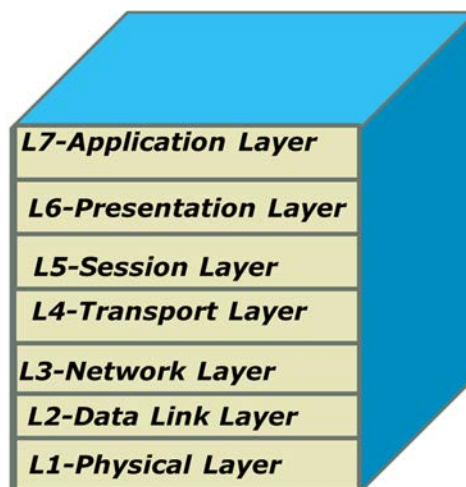 L7-Application Layer
L6-Presentation Layer
L5-Session Layer
L4-Transport Layer
L3-Network Layer
L2-Data Link Layer
L1-Physical Layer